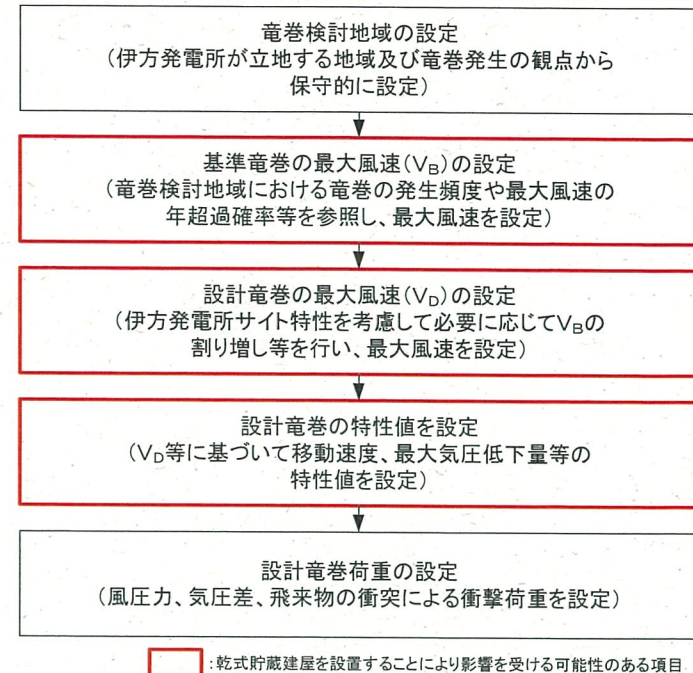 竜巻検討地域の設定
(伊方発電所が立地する地域及び竜巻発生の観点から
保守的に設定)
基準竜巻の最大風速(VB)の設定
(竜巻検討地域における竜巻の発生頻度や最大風速の
年超過確率等を参照し、最大風速を設定)
設計竜巻の最大風速(VD)の設定
(伊方発電所サイト特性を考慮して必要に応じてVBの
割り増し等を行い、最大風速を設定)
設計竜巻の特性値を設定
(VD等に基づいて移動速度、最大気圧低下量等の
特性値を設定)
設計竜巻荷重の設定
(風圧力、気圧差、飛来物の衝突による衝撃荷重を設定)
:乾式貯蔵建屋を設置することにより影響を受ける可能性のある項目